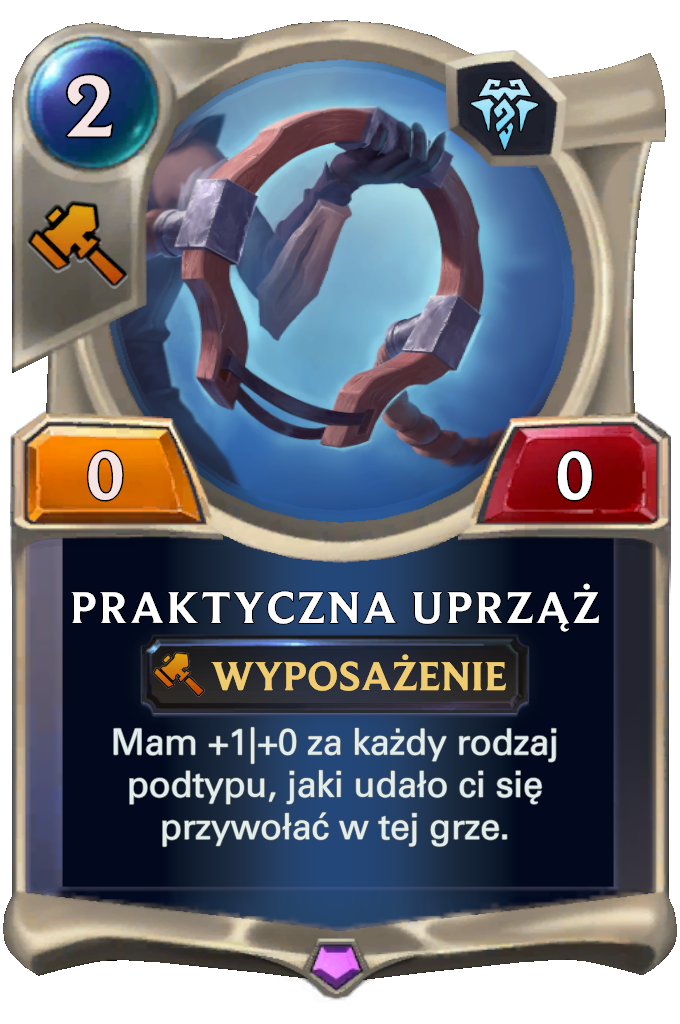 2
0
0
PRAKTYCZNA UPRZĄŻ
WYPOSAŻENIE
Mam +1|+0 za każdy rodzaj
podtypu, jaki udało ci się
przywołać w tej grze.